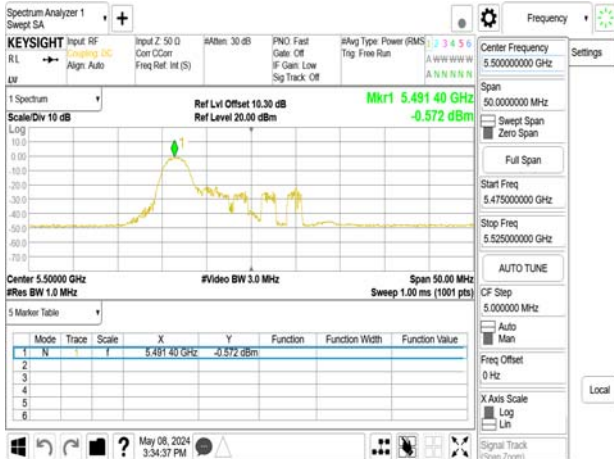 Spectrum Analyzer 1
Swept SA
+
Frequency
KEYSIGHT
RL
Input: RF
Coupling: DC
Align: Auto
Input Z: 50 Ω
Corr CCorr
Freq Ref: Int (S)
#Atten: 30 dB
PNO: Fast
Gate: Off
IF Gain: Low
Sig Track: Off
#Avg Type: Power (RMS)
Trig: Free Run
1 2 3 4 5 6
A W W W W W
A N N N N N
1 Spectrum
Scale/Div 10 dB
Ref Lvl Offset 10.30 dB
Ref Level 20.00 dBm
Mkr1 5.491 40 GHz
-0.572 dBm
Log
10.0
0.00
-10.0
-20.0
-30.0
-40.0
-50.0
-60.0
-70.0
1
Center 5.50000 GHz
#Res BW 1.0 MHz
#Video BW 3.0 MHz
Span 50.00 MHz
Sweep 1.00 ms (1001 pts)
5 Marker Table
Mode Trace Scale X Y Function Function Width Function Value
1 N 1 f 5.491 40 GHz -0.572 dBm
2
3
4
5
6
Center Frequency
5.500000000 GHz
Settings
Span
50.0000000 MHz
Swept Span
Zero Span
Full Span
Start Freq
5.475000000 GHz
Stop Freq
5.525000000 GHz
AUTO TUNE
CF Step
5.000000 MHz
Auto
Man
Freq Offset
0 Hz
Local
X Axis Scale
Log
Lin
Signal Track
(Span Zoom)
?
May 08, 2024
3:34:37 PM